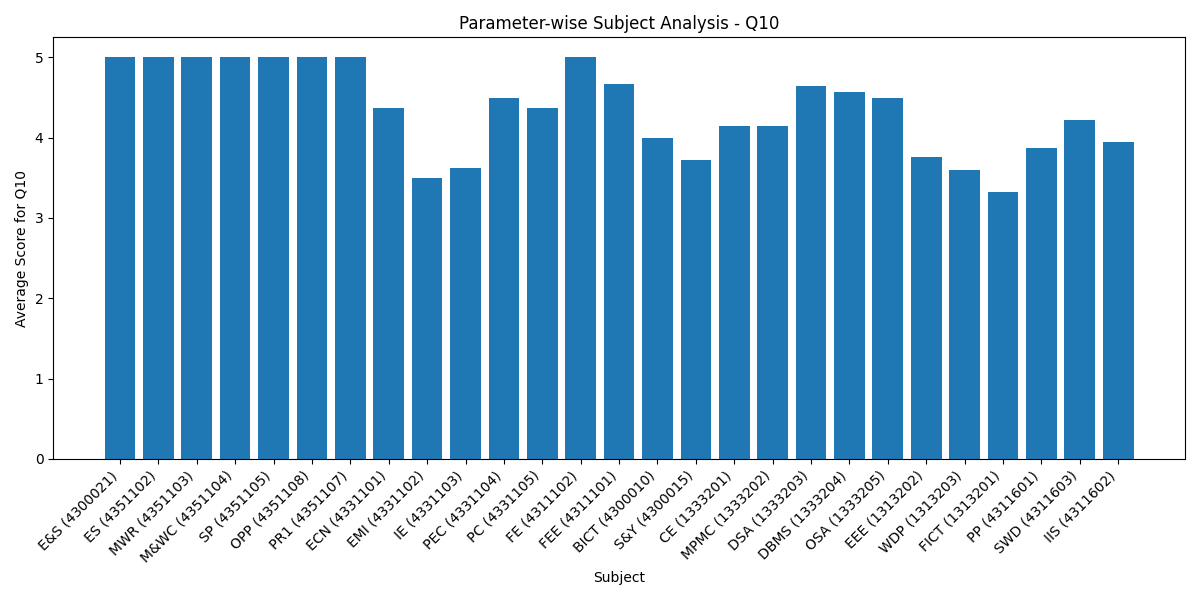 Parameter-wise Subject Analysis - Q10
Average Score for Q10
5
4
3
2
1
0
E&S (4300021)
ES (4351102)
MWR (4351103)
M&WC (4351104)
SP (4351105)
OPP (4351108)
PR1 (4351107)
ECN (4331101)
EMI (4331102)
IE (4331103)
PEC (4331104)
PC (4331105)
FE (4311102)
FEE (4311101)
BICT (4300010)
S&Y (4300015)
CE (1333201)
MPMC (1333202)
DSA (1333203)
DBMS (1333204)
OSA (1333205)
EEE (1313202)
WDP (1313203)
FICT (1313201)
PP (4311601)
SWD (4311603)
IIS (4311602)
Subject